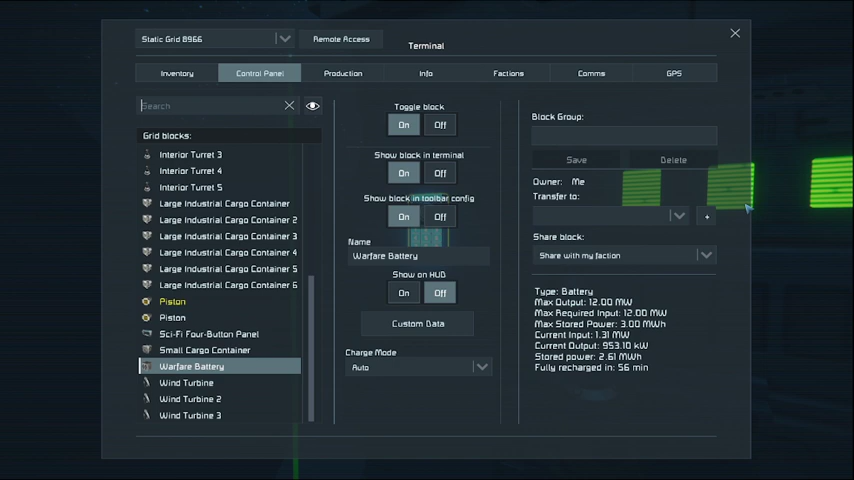 Static Grid 8966
Remote Access
Terminal
Inventory
Control Panel
Production
Info
Factions
Comms
GPS
Search
Grid blocks:
Interior Turret 3
Interior Turret 4
Interior Turret 5
Large Industrial Cargo Container
Large Industrial Cargo Container 2
Large Industrial Cargo Container 3
Large Industrial Cargo Container 4
Large Industrial Cargo Container 5
Large Industrial Cargo Container 6
Piston
Piston
Sci-Fi Four-Button Panel
Small Cargo Container
Warfare Battery
Wind Turbine
Wind Turbine 2
Wind Turbine 3
Toggle block
On Off
Show block in terminal
On Off
Show block in toolbar config
On Off
Name
Warfare Battery
Show on HUD
On Off
Custom Data
Charge Mode
Auto
Block Group:
Save Delete
Owner: Me
Transfer to:
+
Share block:
Share with my faction
Type: Battery
Max Output: 12.00 MW
Max Required Input: 12.00 MW
Max Stored Power: 3.00 MWh
Current Input: 1.31 MW
Current Output: 953.10 kW
Stored power: 2.61 MWh
Fully recharged in: 56 min